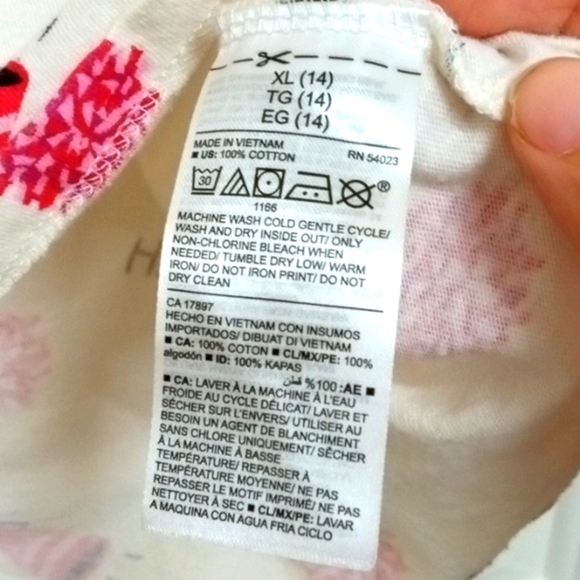 XL (14)
TG (14)
EG (14)
MADE IN VIETNAM
■ US: 100% COTTON RN 54023
30 ®
1166
MACHINE WASH COLD GENTLE CYCLE/
WASH AND DRY INSIDE OUT/ ONLY
NON-CHLORINE BLEACH WHEN
NEEDED/ TUMBLE DRY LOW/ WARM
IRON/ DO NOT IRON PRINT/ DO NOT
DRY CLEAN
CA 17897
HECHO EN VIETNAM CON INSUMOS
IMPORTADOS/ DIBUAT DI VIETNAM
■ CA: 100% COTON ■ CL/MX/PE: 100%
algodón ■ ID: 100% KAPAS
■ AE: 100% قطن
■ CA: LAVER À LA MACHINE À L'EAU
FROIDE AU CYCLE DÉLICAT/ LAVER ET
SÉCHER SUR L'ENVERS/ UTILISER AU
BESOIN UN AGENT DE BLANCHIMENT
SANS CHLORE UNIQUEMENT/ SÉCHER
À LA MACHINE À BASSE
TEMPÉRATURE/ REPASSER À
TEMPÉRATURE MOYENNE/ NE PAS
REPASSER LE MOTIF IMPRIMÉ/ NE PAS
NETTOYER À SEC ■ CL/MX/PE: LAVAR
A MAQUINA CON AGUA FRIA CICLO